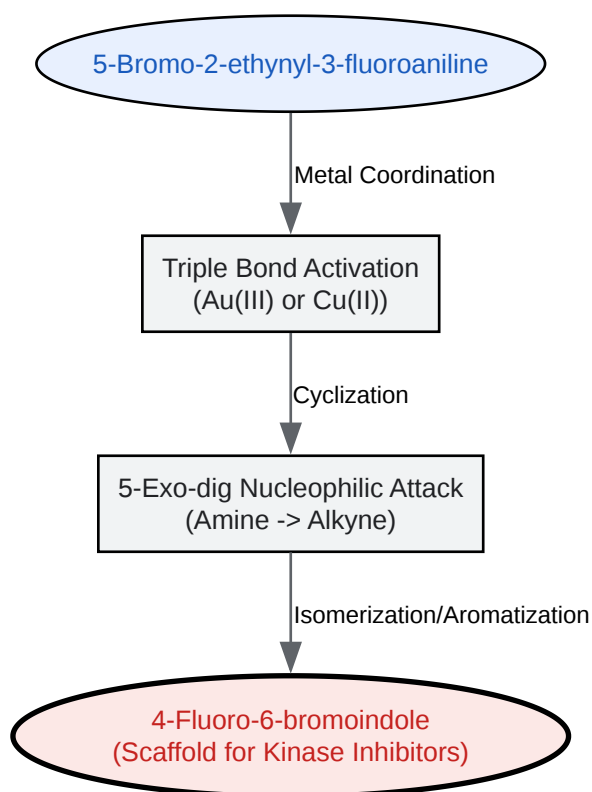 5-Bromo-2-ethynyl-3-fluoroaniline
Metal Coordination
Triple Bond Activation
(Au(III) or Cu(II))
Cyclization
5-Exo-dig Nucleophilic Attack
(Amine -> Alkyne)
Isomerization/Aromatization
4-Fluoro-6-bromoindole
(Scaffold for Kinase Inhibitors)